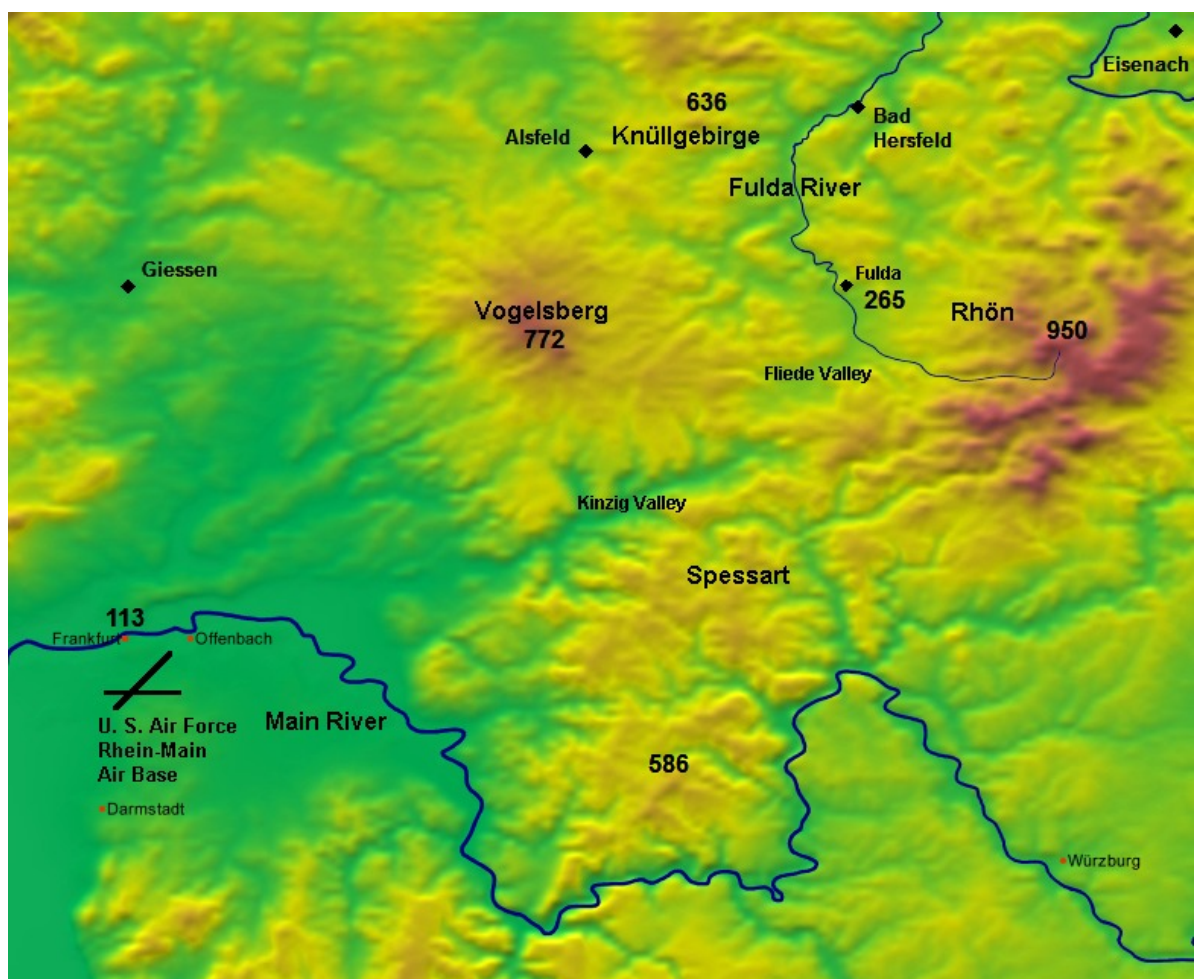 Eisenach
636
Knüllgebirge
Alsfeld
Bad
Hersfeld
Fulda River
Giessen
Fulda
265
Vogelsberg
772
Rhön
950
Fliede Valley
Kinzig Valley
Spessart
113
Frankfurt
Offenbach
Main River
U. S. Air Force
Rhein-Main
Air Base
586
Darmstadt
Würzburg